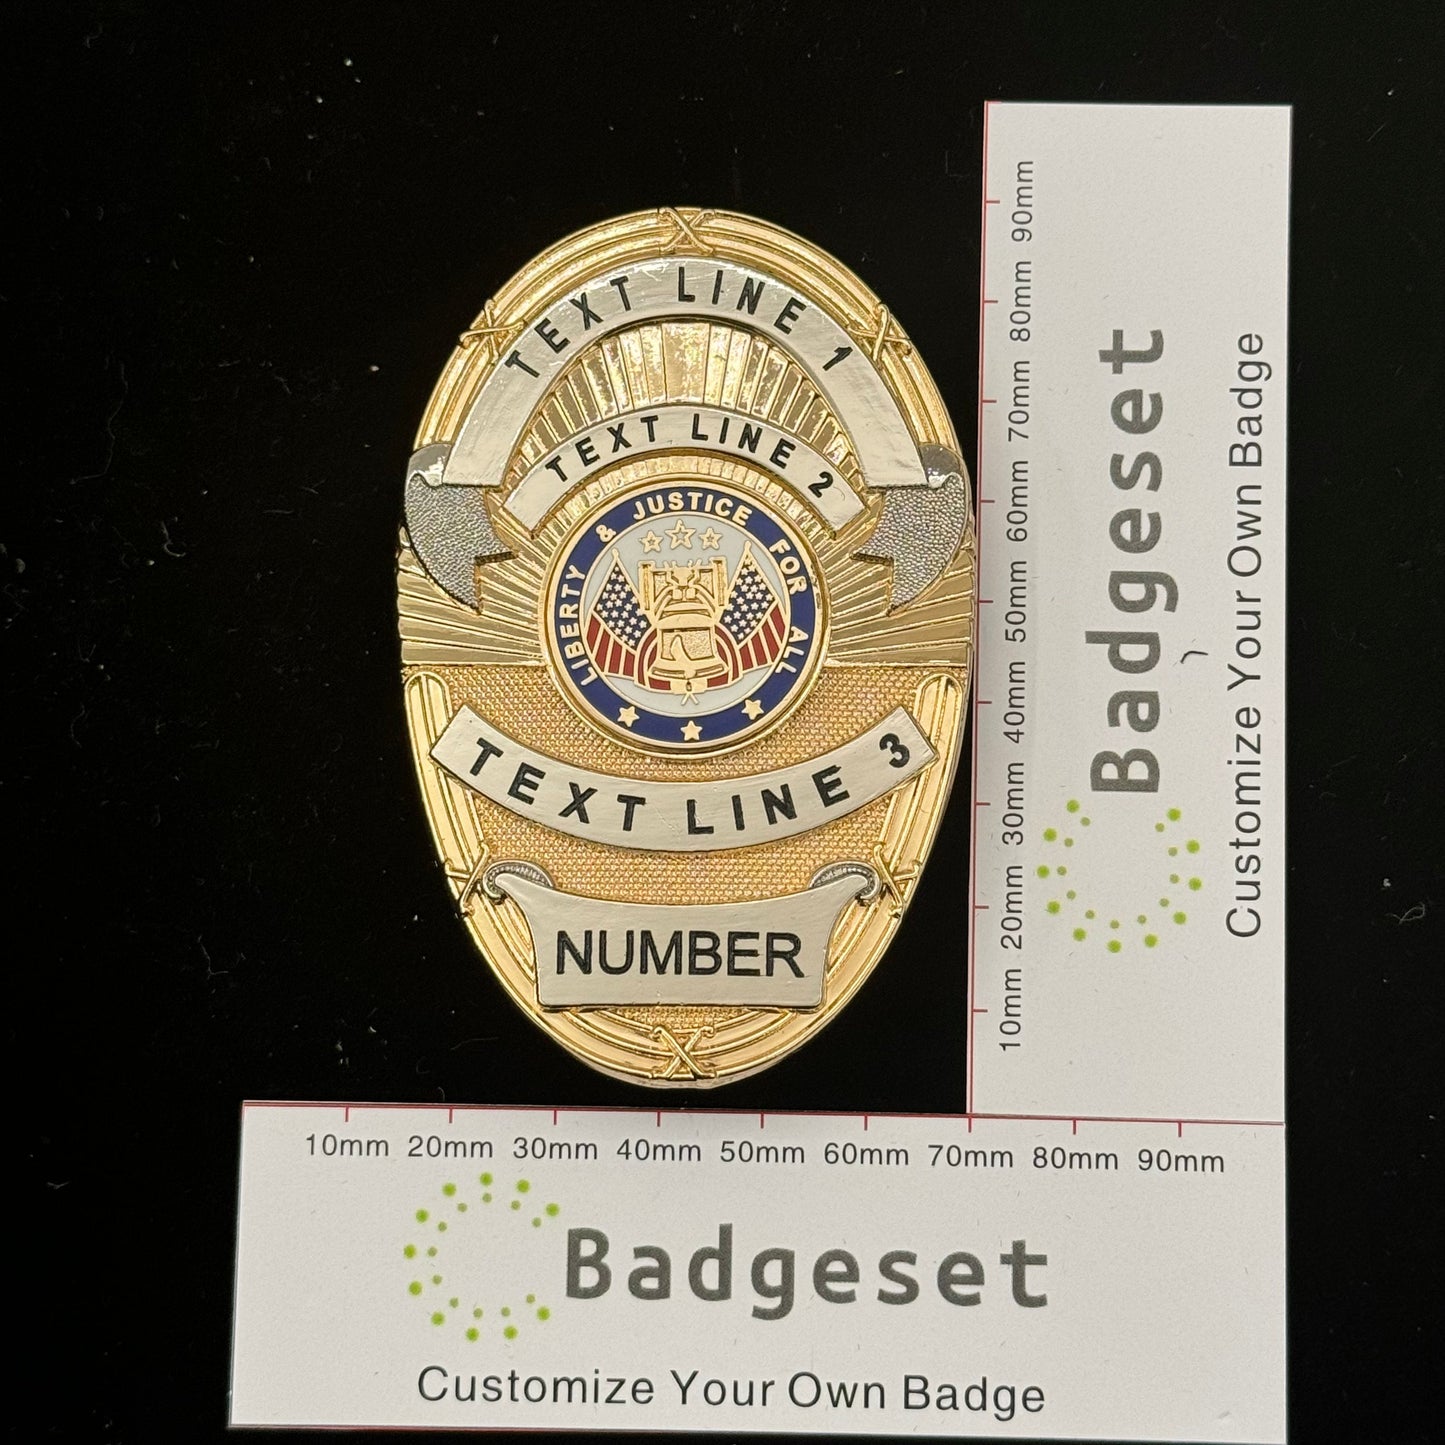 TEXT LINE 1
TEXT LINE 2
LIBERTY & JUSTICE FOR ALL
TEXT LINE 3
NUMBER
90mm
80mm
70mm
60mm
50mm
40mm
30mm
20mm
10mm
Badgeset
Customize Your Own Badge
10mm 20mm 30mm 40mm 50mm 60mm 70mm 80mm 90mm
Badgeset
Customize Your Own Badge